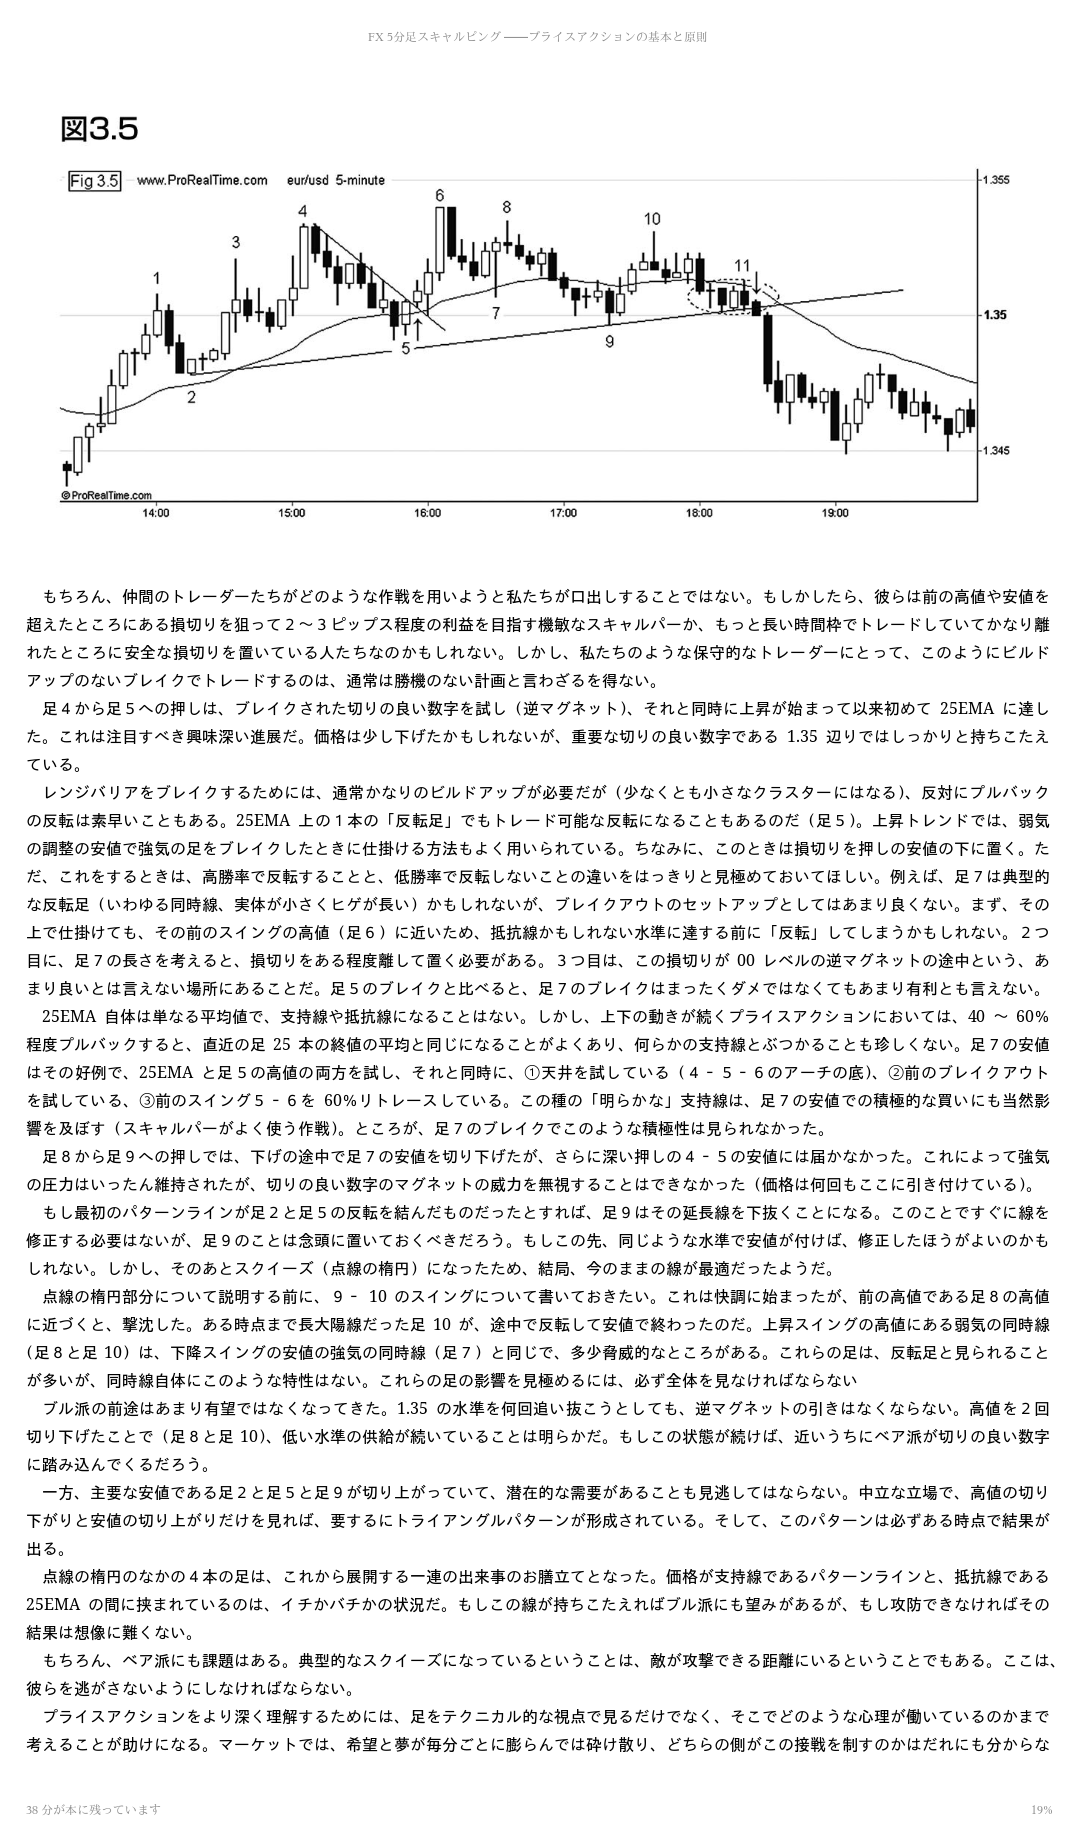 FX 5分足スキャルピング ――プライスアクションの基本と原則
図3.5
Fig 3.5 www.ProRealTime.com eur/usd 5-minute
1.355
6
4
8
10
3
11
1
7
1.35
5
9
2
1.345
©ProRealTime.com
14:00 15:00 16:00 17:00 18:00 19:00
もちろん、仲間のトレーダーたちがどのような作戦を用いようと私たちが口出しすることではない。もしかしたら、彼らは前の高値や安値を
超えたところにある損切りを狙って2～3ピップス程度の利益を目指す機敏なスキャルパーか、もっと長い時間枠でトレードしていてかなり離
れたところに安全な損切りを置いている人たちなのかもしれない。しかし、私たちのような保守的なトレーダーにとって、このようにビルド
アップのないブレイクでトレードするのは、通常は勝機のない計画と言わざるを得ない。
足4から足5への押しは、ブレイクされた切りの良い数字を試し（逆マグネット）、それと同時に上昇が始まって以来初めて 25EMA に達し
た。これは注目すべき興味深い進展だ。価格は少し下げたかもしれないが、重要な切りの良い数字である 1.35 辺りではしっかりと持ちこたえ
ている。
レンジバリアをブレイクするためには、通常かなりのビルドアップが必要だが（少なくとも小さなクラスターにはなる）、反対にプルバック
の反転は素早いこともある。25EMA 上の1本の「反転足」でもトレード可能な反転になることもあるのだ（足5）。上昇トレンドでは、弱気
の調整の安値で強気の足をブレイクしたときに仕掛ける方法もよく用いられている。ちなみに、このときは損切りを押しの安値の下に置く。た
だ、これをするときは、高勝率で反転することと、低勝率で反転しないことの違いをはっきりと見極めておいてほしい。例えば、足7は典型的
な反転足（いわゆる同時線、実体が小さくヒゲが長い）かもしれないが、ブレイクアウトのセットアップとしてはあまり良くない。まず、その
上で仕掛けても、その前のスイングの高値（足6）に近いため、抵抗線かもしれない水準に達する前に「反転」してしまうかもしれない。2つ
目に、足7の長さを考えると、損切りをある程度離して置く必要がある。3つ目は、この損切りが 00 レベルの逆マグネットの途中という、あ
まり良いとは言えない場所にあることだ。足5のブレイクと比べると、足7のブレイクはまったくダメではなくてもあまり有利とも言えない。
25EMA 自体は単なる平均値で、支持線や抵抗線になることはない。しかし、上下の動きが続くプライスアクションにおいては、40 ～ 60%
程度プルバックすると、直近の足 25 本の終値の平均と同じになることがよくあり、何らかの支持線とぶつかることも珍しくない。足7の安値
はその好例で、25EMA と足5の高値の両方を試し、それと同時に、①天井を試している（4‐5‐6のアーチの底）、②前のブレイクアウト
を試している、③前のスイング5‐6を 60%リトレースしている。この種の「明らかな」支持線は、足7の安値での積極的な買いにも当然影
響を及ぼす（スキャルパーがよく使う作戦）。ところが、足7のブレイクでこのような積極性は見られなかった。
足8から足9への押しでは、下げの途中で足7の安値を切り下げたが、さらに深い押しの4‐5の安値には届かなかった。これによって強気
の圧力はいったん維持されたが、切りの良い数字のマグネットの威力を無視することはできなかった（価格は何回もここに引き付けている）。
もし最初のパターンラインが足2と足5の反転を結んだものだったとすれば、足9はその延長線を下抜くことになる。このことですぐに線を
修正する必要はないが、足9のことは念頭に置いておくべきだろう。もしこの先、同じような水準で安値が付けば、修正したほうがよいのかも
しれない。しかし、そのあとスクイーズ（点線の楕円）になったため、結局、今のままの線が最適だったようだ。
点線の楕円部分について説明する前に、9‐ 10 のスイングについて書いておきたい。これは快調に始まったが、前の高値である足8の高値
に近づくと、撃沈した。ある時点まで長大陽線だった足 10 が、途中で反転して安値で終わったのだ。上昇スイングの高値にある弱気の同時線
（足8と足 10）は、下降スイングの安値の強気の同時線（足7）と同じで、多少脅威的なところがある。これらの足は、反転足と見られること
が多いが、同時線自体にこのような特性はない。これらの足の影響を見極めるには、必ず全体を見なければならない
ブル派の前途はあまり有望ではなくなってきた。1.35 の水準を何回追い抜こうとしても、逆マグネットの引きはなくならない。高値を2回
切り下げたことで（足8と足 10）、低い水準の供給が続いていることは明らかだ。もしこの状態が続けば、近いうちにベア派が切りの良い数字
に踏み込んでくるだろう。
一方、主要な安値である足2と足5と足9が切り上がっていて、潜在的な需要があることも見逃してはならない。中立な立場で、高値の切り
下がりと安値の切り上がりだけを見れば、要するにトライアングルパターンが形成されている。そして、このパターンは必ずある時点で結果が
出る。
点線の楕円のなかの4本の足は、これから展開する一連の出来事のお膳立てとなった。価格が支持線であるパターンラインと、抵抗線である
25EMA の間に挟まれているのは、イチかバチかの状況だ。もしこの線が持ちこたえればブル派にも望みがあるが、もし攻防できなければその
結果は想像に難くない。
もちろん、ベア派にも課題はある。典型的なスクイーズになっているということは、敵が攻撃できる距離にいるということでもある。ここは、
彼らを逃がさないようにしなければならない。
プライスアクションをより深く理解するためには、足をテクニカル的な視点で見るだけでなく、そこでどのような心理が働いているのかまで
考えることが助けになる。マーケットでは、希望と夢が毎分ごとに膨らんでは砕け散り、どちらの側がこの接戦を制すのかはだれにも分からな
38 分が本に残っています
19%